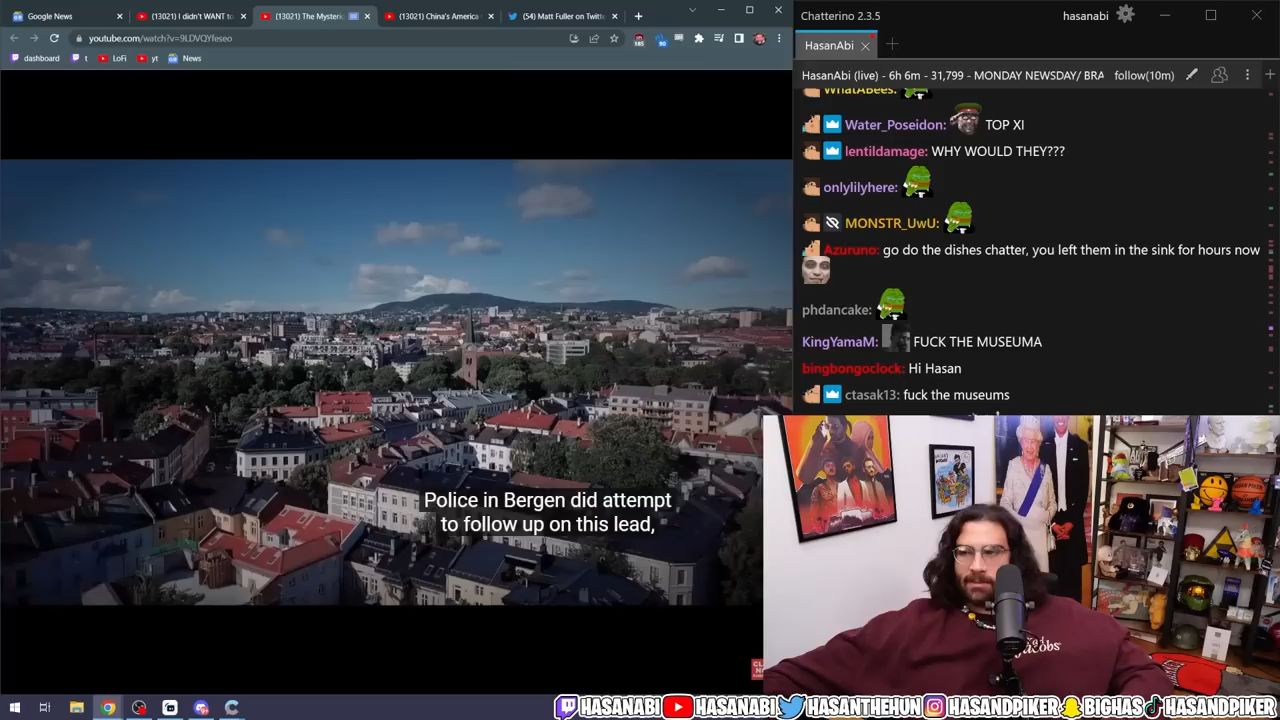 Google News
(13021) I didn't WANT to
(13021) The Mysterio
(13021) China's America
(54) Matt Fuller on Twitt
youtube.com/watch?v=9LDVQYfeseo
185
90
dashboard
t
LoFi
yt
News
Police in Bergen did attempt
to follow up on this lead,
Chatterino 2.3.5
hasanabi
HasanAbi
HasanAbi (live) - 6h 6m - 31,799 - MONDAY NEWSDAY/ BRA
follow(10m)
WhatABees:
Water_Poseidon: TOP XI
lentildamage: WHY WOULD THEY???
onlylilyhere:
MONSTR_UwU:
Azuruno: go do the dishes chatter, you left them in the sink for hours now
phdancake:
KingYamaM: FUCK THE MUSEUMA
bingbongoclock: Hi Hasan
ctasak13: fuck the museums
HASANABI
HASANABI
HASANTHEHUN
HASANDPIKER
BIGHAS
HASANDPIKER